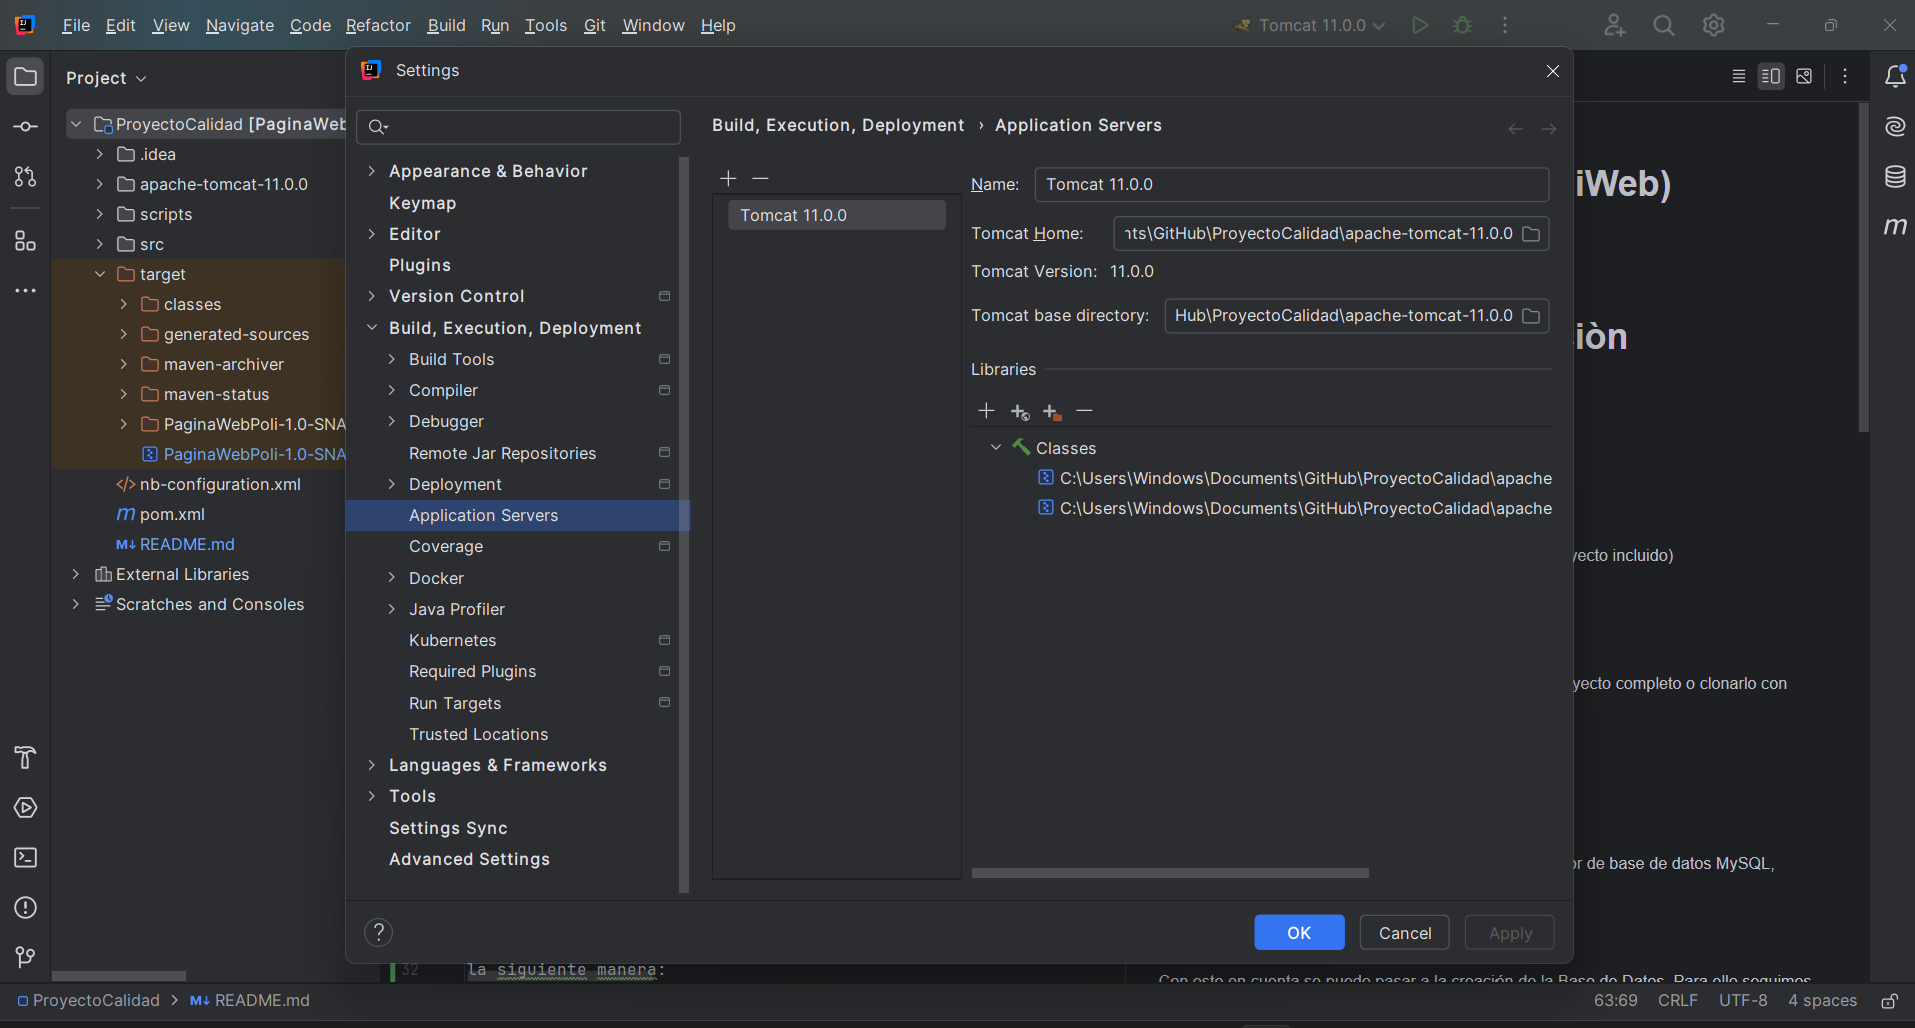 File Edit View Navigate Code Refactor Build Run Tools Git Window Help
Tomcat 11.0.0
Project
ProyectoCalidad [PaginaWeb
.idea
apache-tomcat-11.0.0
scripts
src
target
classes
generated-sources
maven-archiver
maven-status
PaginaWebPoli-1.0-SNA
PaginaWebPoli-1.0-SNA
nb-configuration.xml
pom.xml
README.md
External Libraries
Scratches and Consoles
Settings
Appearance & Behavior
Keymap
Editor
Plugins
Version Control
Build, Execution, Deployment
Build Tools
Compiler
Debugger
Remote Jar Repositories
Deployment
Application Servers
Coverage
Docker
Java Profiler
Kubernetes
Required Plugins
Run Targets
Trusted Locations
Languages & Frameworks
Tools
Settings Sync
Advanced Settings
Build, Execution, Deployment › Application Servers
Tomcat 11.0.0
Name: Tomcat 11.0.0
Tomcat Home: nts\GitHub\ProyectoCalidad\apache-tomcat-11.0.0
Tomcat Version: 11.0.0
Tomcat base directory: Hub\ProyectoCalidad\apache-tomcat-11.0.0
Libraries
Classes
C:\Users\Windows\Documents\GitHub\ProyectoCalidad\apache
C:\Users\Windows\Documents\GitHub\ProyectoCalidad\apache
?
OK Cancel Apply
iWeb)
iòn
yecto incluido)
yecto completo o clonarlo con
or de base de datos MySQL,
32 la siguiente manera:
Con esto en cuenta se puede pasar a la creación de la Base de Datos. Para ello seguimos
ProyectoCalidad > README.md
63:69 CRLF UTF-8 4 spaces